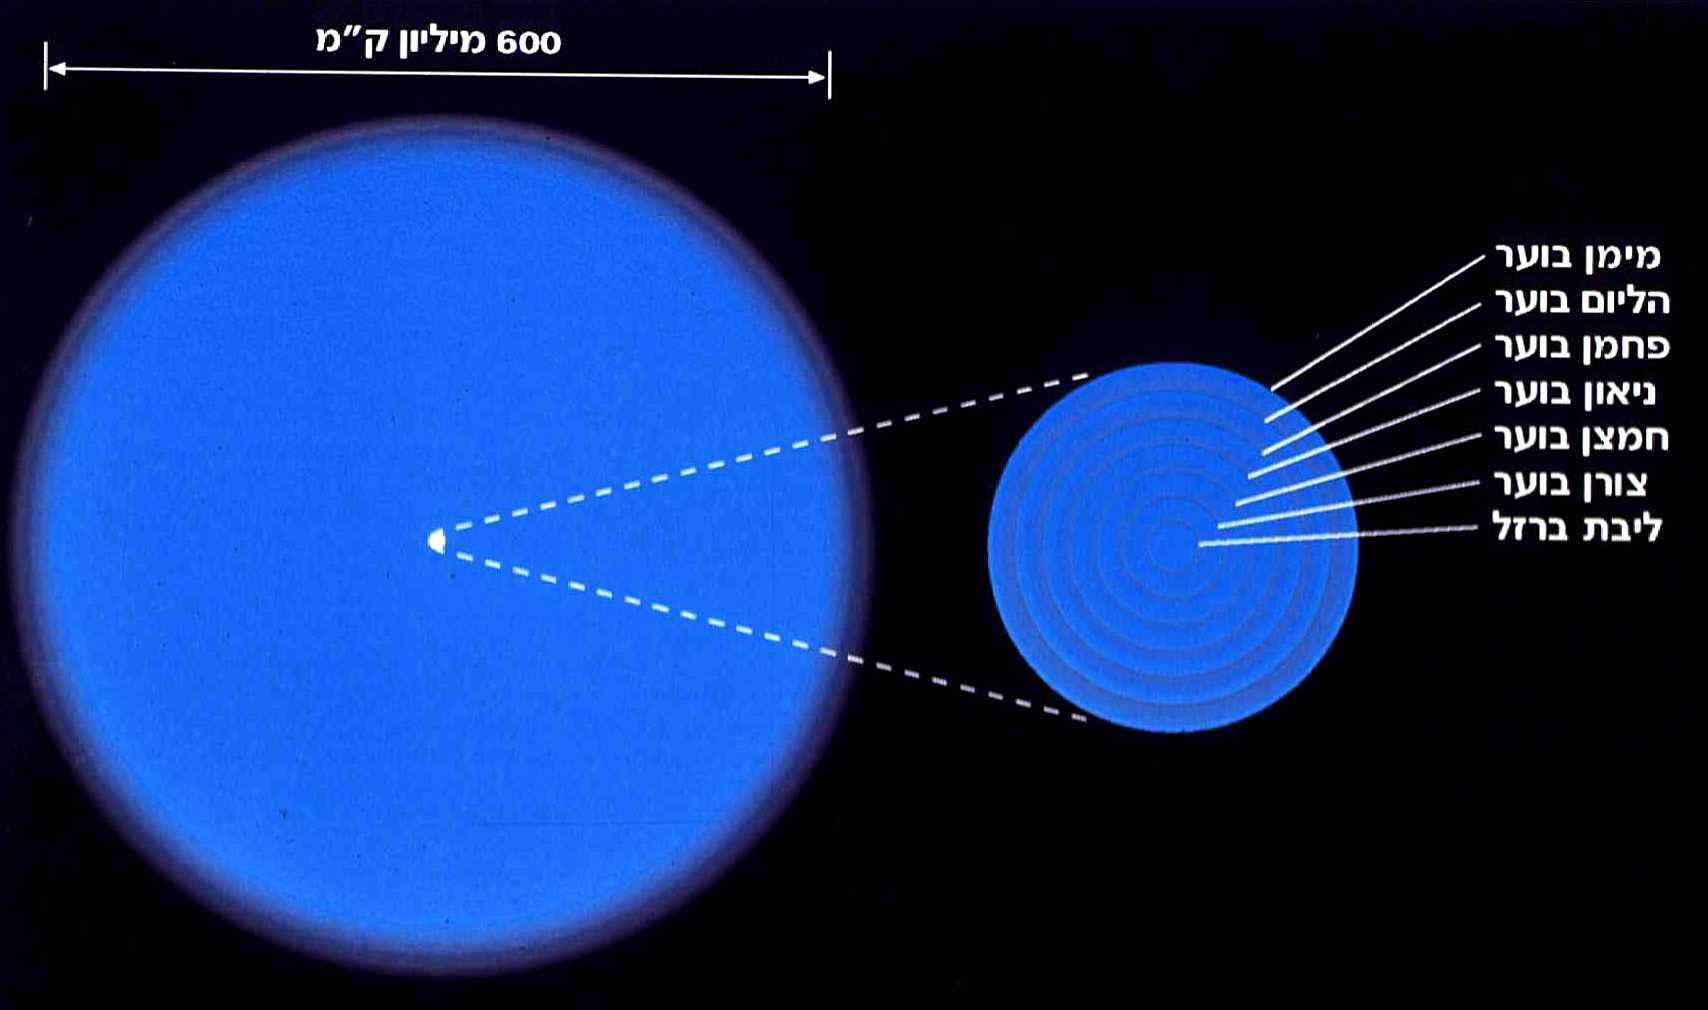 600 מיליון ק״מ
מימן בוער
הליום בוער
פחמן בוער
ניאון בוער
חמצן בוער
צורן בוער
ליבת ברזל